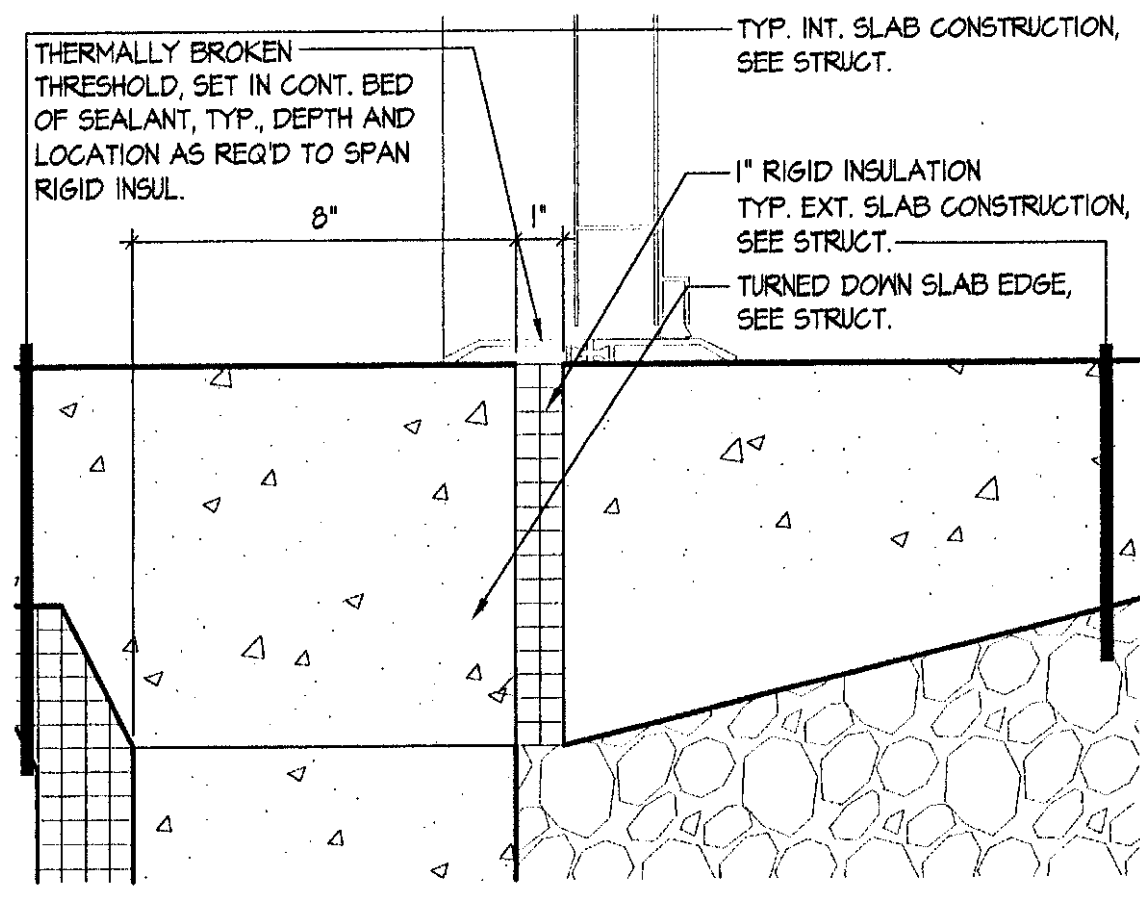 THERMALLY BROKEN
THRESHOLD, SET IN CONT. BED
OF SEALANT, TYP., DEPTH AND
LOCATION AS REQ'D TO SPAN
RIGID INSUL.
8"
1"
TYP. INT. SLAB CONSTRUCTION,
SEE STRUCT.
1" RIGID INSULATION
TYP. EXT. SLAB CONSTRUCTION,
SEE STRUCT.
TURNED DOWN SLAB EDGE,
SEE STRUCT.